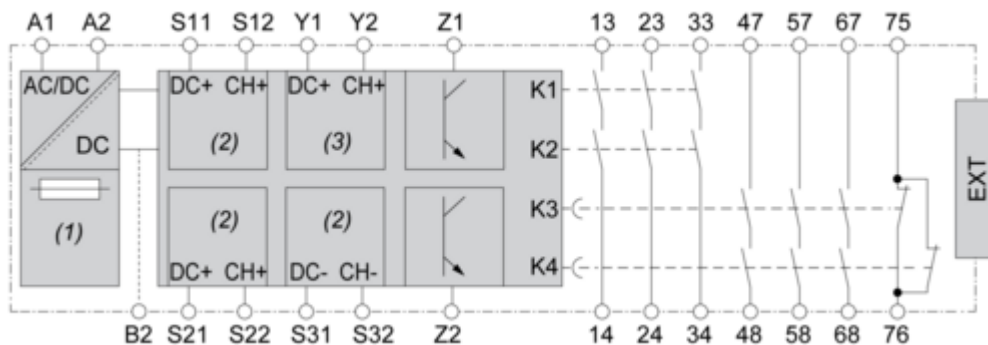 A1 A2 S11 S12 Y1 Y2 Z1 13 23 33 47 57 67 75
AC/DC DC+ CH+ DC+ CH+ K1
DC (2) (3) K2
EXT
(1) (2) (2) K3
DC+ CH+ DC- CH- K4
B2 S21 S22 S31 S32 Z2 14 24 34 48 58 68 76